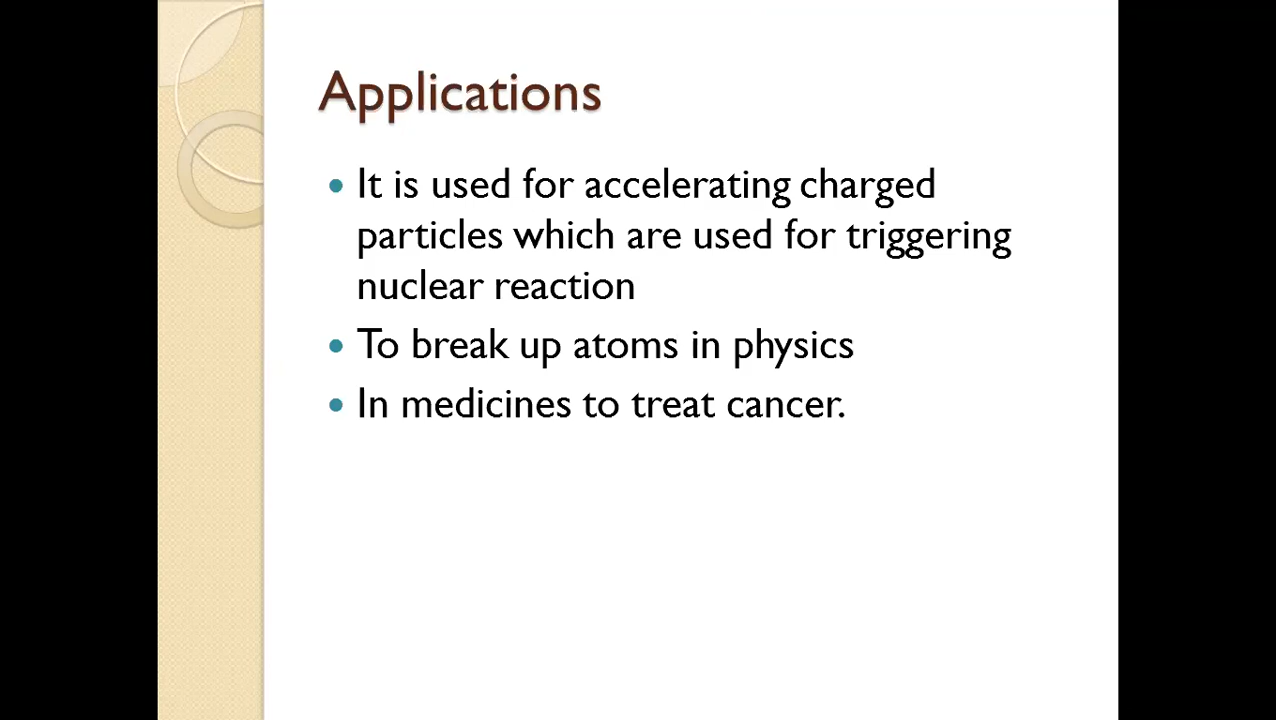 Applications
• It is used for accelerating charged
particles which are used for triggering
nuclear reaction
• To break up atoms in physics
• In medicines to treat cancer.